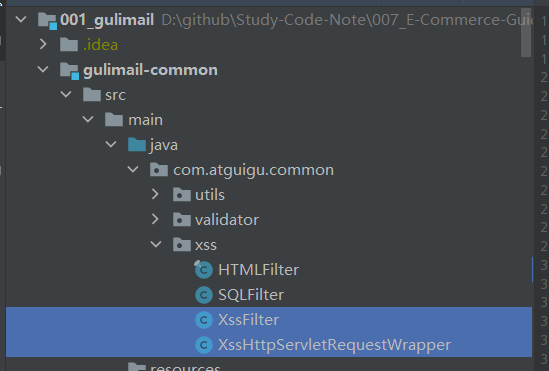 001_gulimail D:\github\Study-Code-Note\007_E-Commerce-Gui
.idea
gulimail-common
src
main
java
com.atguigu.common
utils
validator
xss
HTMLFilter
SQLFilter
XssFilter
XssHttpServletRequestWrapper
resources